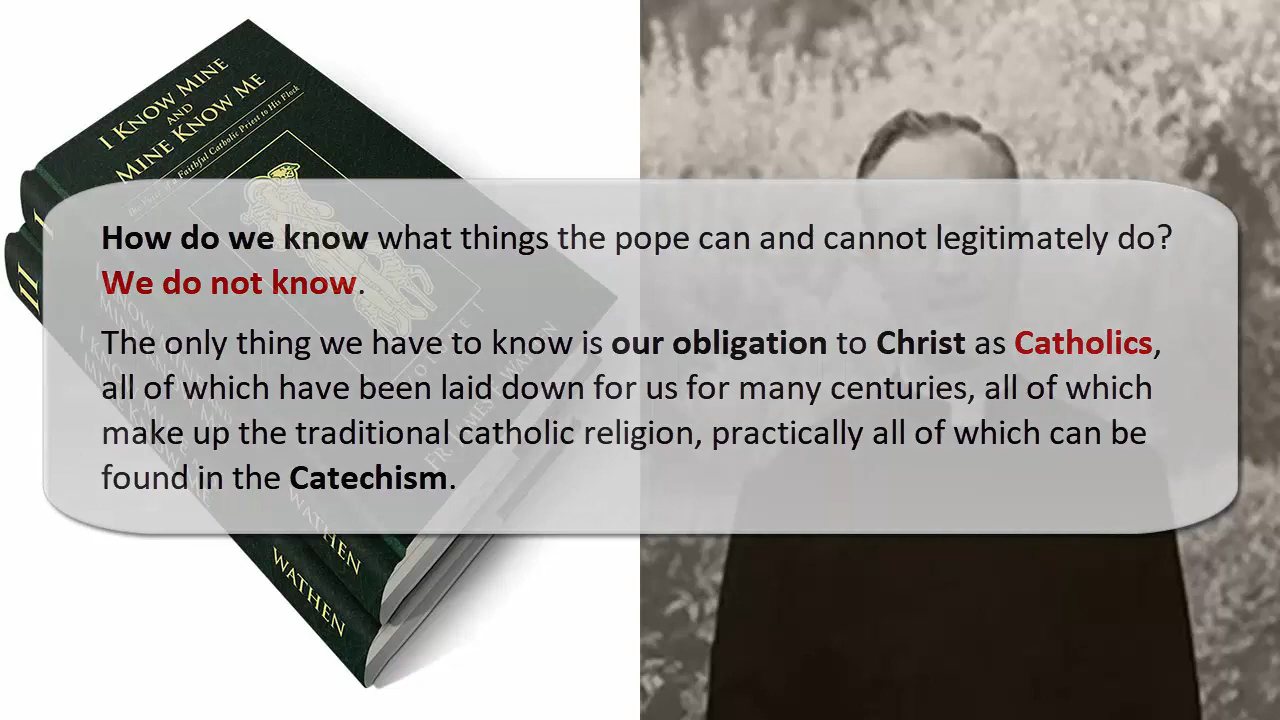 I KNOW MINE
AND
MINE KNOW ME
Faithful Catholic Priest to His Flock
I
II
How do we know what things the pope can and cannot legitimately do?
We do not know.
The only thing we have to know is our obligation to Christ as Catholics,
all of which have been laid down for us for many centuries, all of which
make up the traditional catholic religion, practically all of which can be
found in the Catechism.
FR. JAMES F. WATHEN
WATHEN
WATHEN